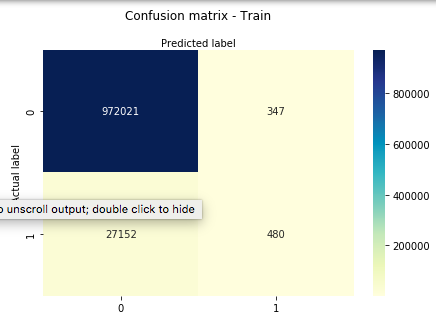 Confusion matrix - Train
Predicted label
972021 347
0
800000
600000
Actual label
400000
o unscroll output; double click to hide
27152 480
1
200000
0 1